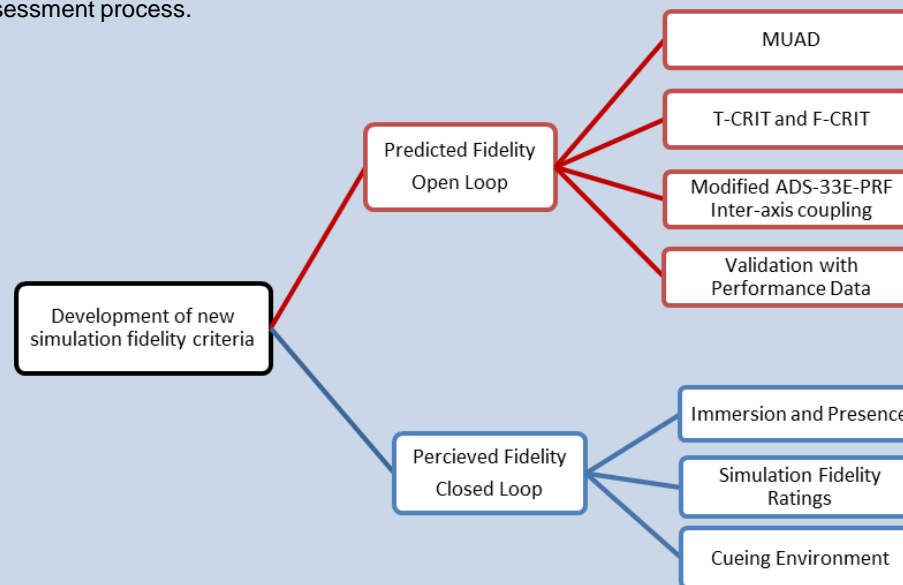 sessment process.
MUAD
T-CRIT and F-CRIT
Modified ADS-33E-PRF
Inter-axis coupling
Validation with
Performance Data
Predicted Fidelity
Open Loop
Development of new
simulation fidelity criteria
Percieved Fidelity
Closed Loop
Immersion and Presence
Simulation Fidelity
Ratings
Cueing Environment